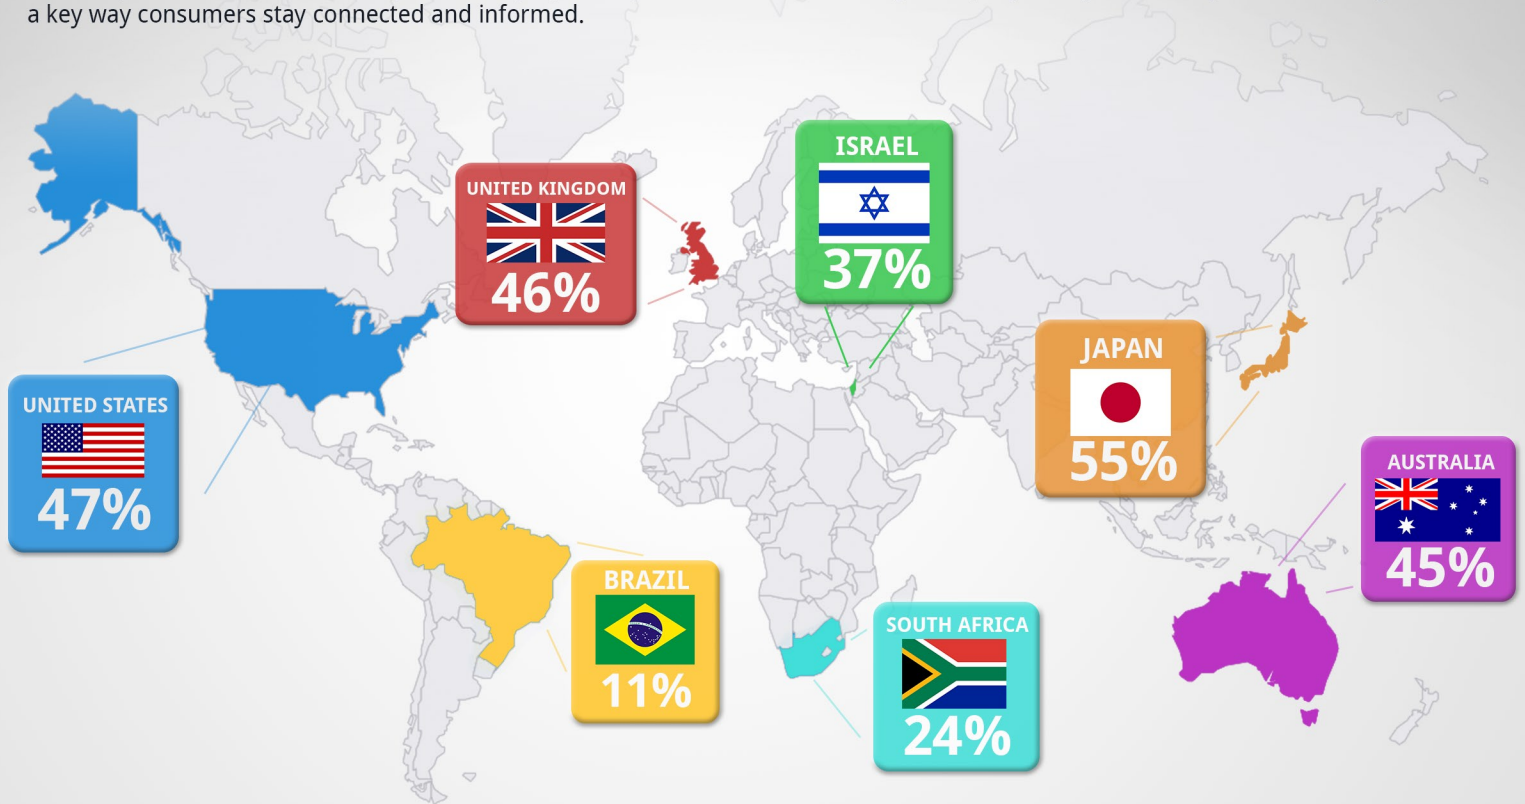 a key way consumers stay connected and informed.
ISRAEL
37%
UNITED KINGDOM
46%
JAPAN
55%
UNITED STATES
47%
AUSTRALIA
45%
BRAZIL
11%
SOUTH AFRICA
24%